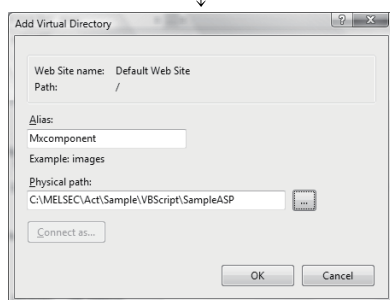 Add Virtual Directory
Web Site name: Default Web Site
Path: /
Alias:
Mxcomponent
Example: images
Physical path:
C:\MELSEC\Act\Sample\VBScript\SampleASP
...
Connect as...
OK Cancel